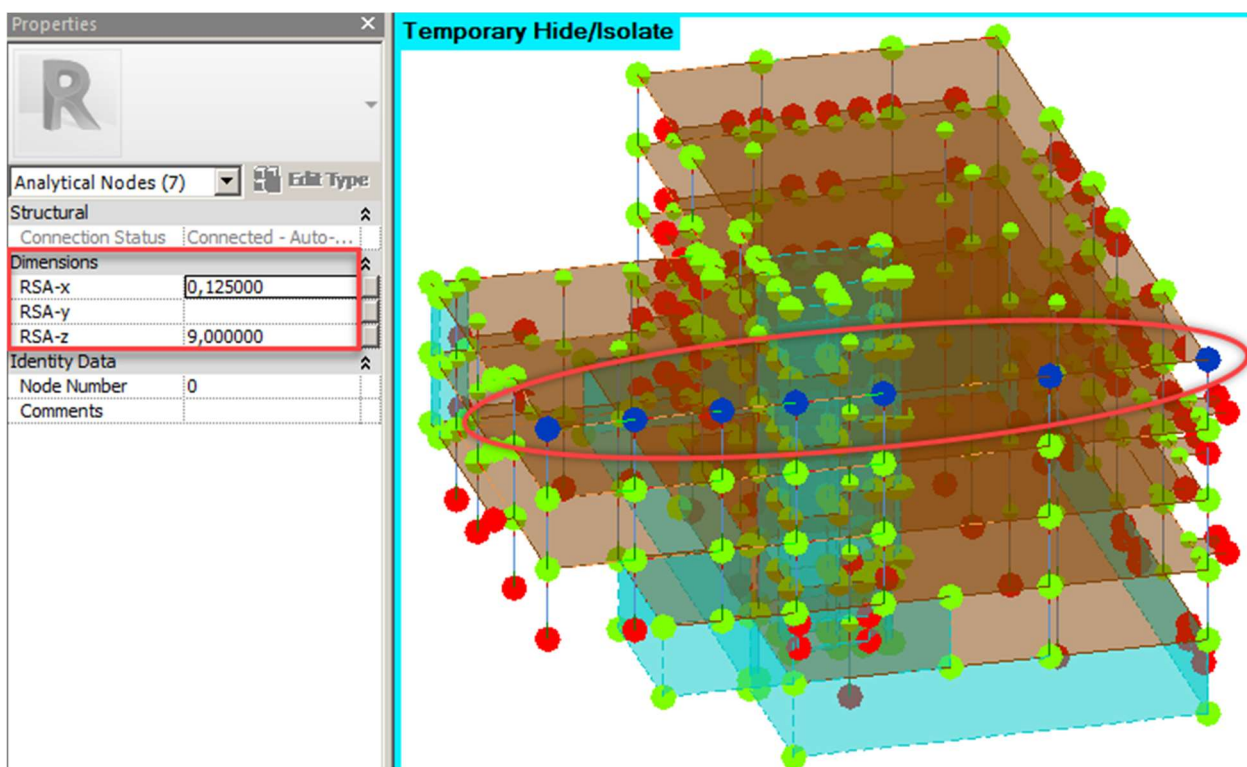 Properties
Temporary Hide/Isolate
R
Analytical Nodes (7)
Edit Type
Structural
Connection Status Connected - Auto-...
Dimensions
RSA-x 0,125000
RSA-y
RSA-z 9,000000
Identity Data
Node Number 0
Comments